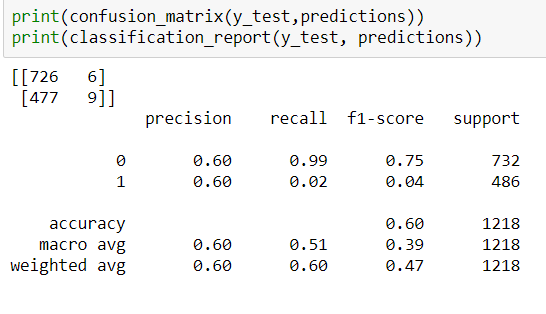 print(confusion_matrix(y_test,predictions))
print(classification_report(y_test, predictions))
[[726   6]
 [477   9]]
              precision    recall  f1-score   support

           0       0.60      0.99      0.75       732
           1       0.60      0.02      0.04       486

    accuracy                           0.60      1218
   macro avg       0.60      0.51      0.39      1218
weighted avg       0.60      0.60      0.47      1218